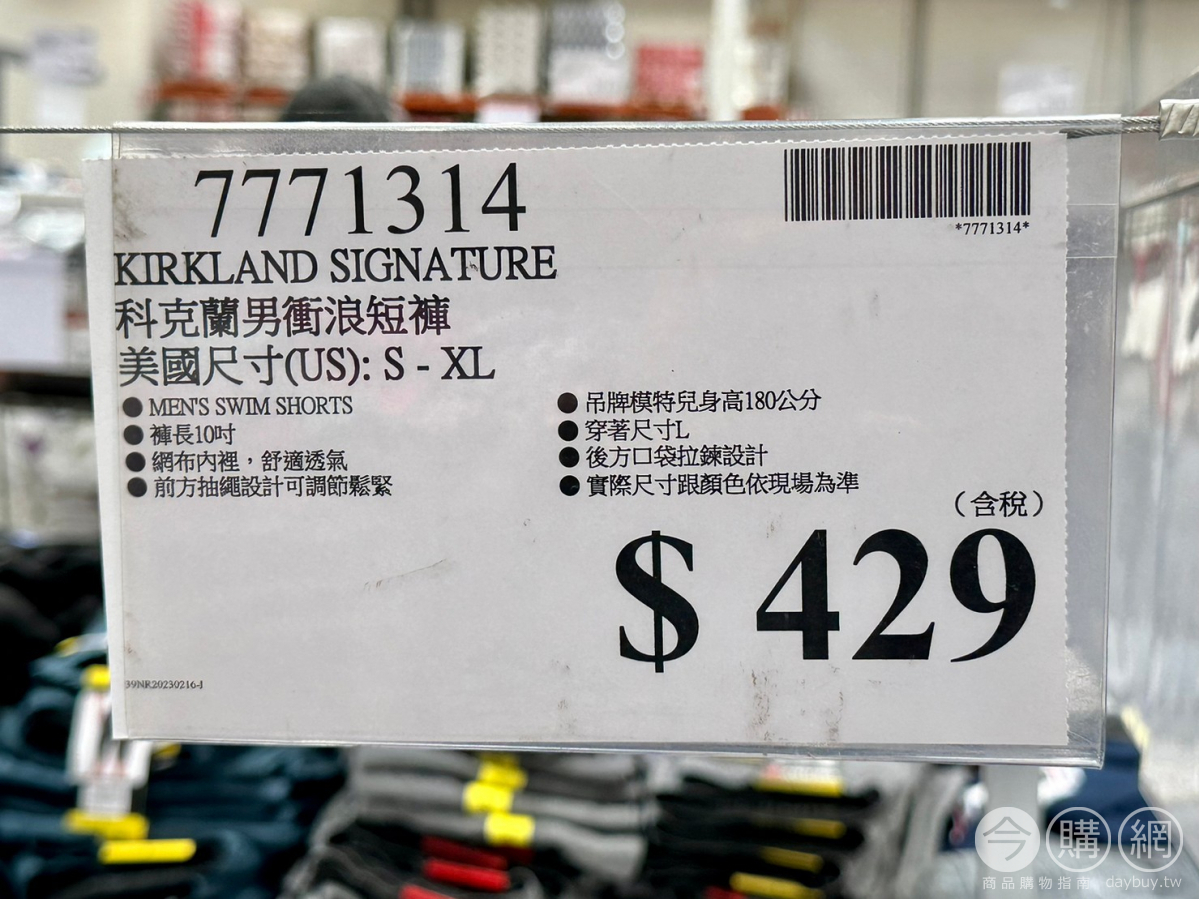 7771314
*7771314*
KIRKLAND SIGNATURE
科克蘭男衝浪短褲
美國尺寸(US): S - XL
● MEN'S SWIM SHORTS
● 褲長10吋
● 網布內裡，舒適透氣
● 前方抽繩設計可調節鬆緊
● 吊牌模特兒身高180公分
● 穿著尺寸L
● 後方口袋拉鍊設計
● 實際尺寸跟顏色依現場為準
（含稅）
$ 429
39NR20230216-J
今購網
商品購物指南 daybuy.tw